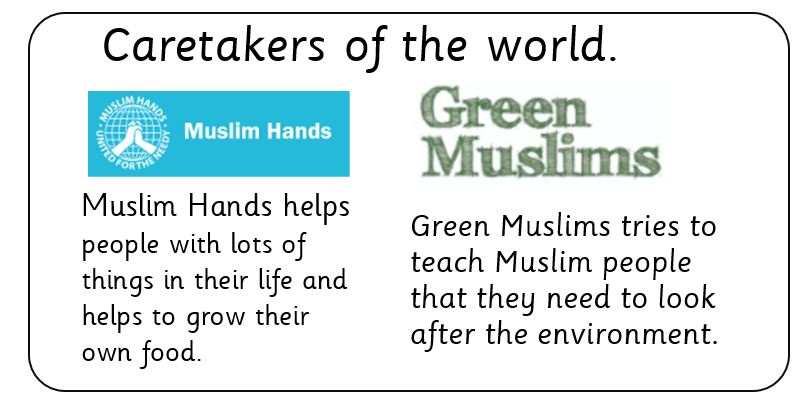 Caretakers of the world.
MUSLIM HANDS
UNITED FOR THE NEEDY
Muslim Hands
Muslim Hands helps
people with lots of
things in their life and
helps to grow their
own food.
Green
Muslims
Green Muslims tries to
teach Muslim people
that they need to look
after the environment.